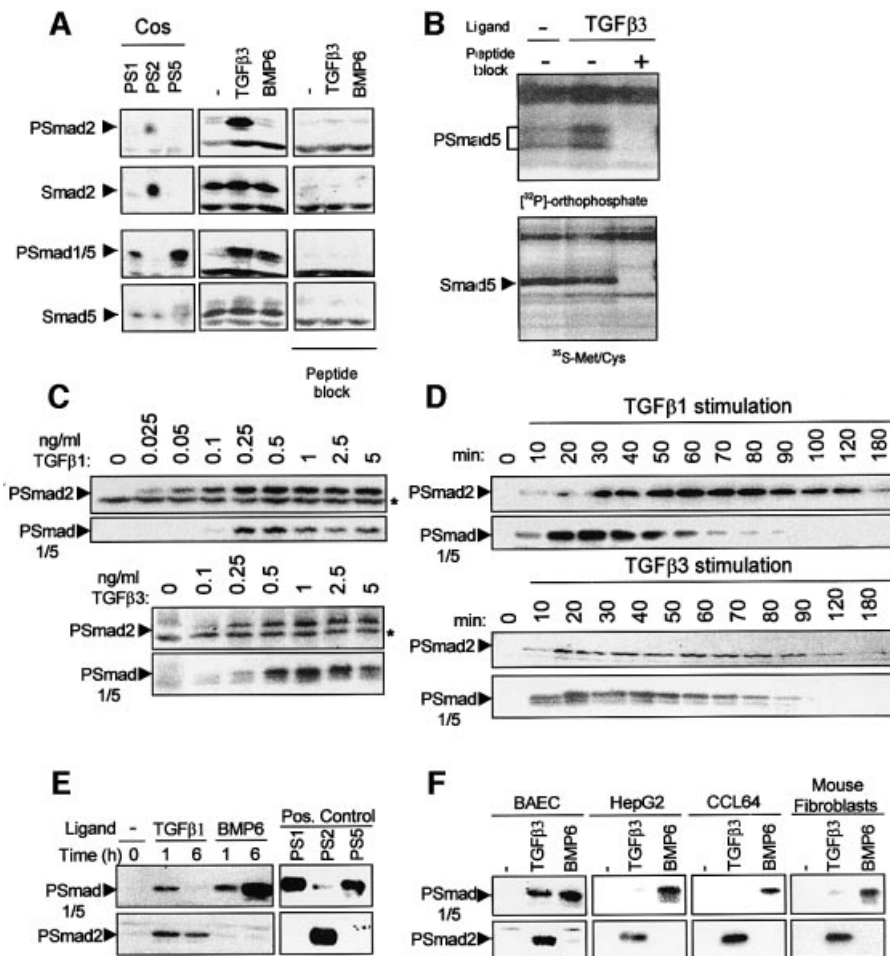 A
Cos
PS1 PS2 PS5
- TGFβ3 BMP6
- TGFβ3 BMP6
PSmad2
Smad2
PSmad1/5
Smad5
Peptide
block
B
Ligand - TGFβ3
Peptide
block - - +
PSmad5
[³²P]-orthophosphate
Smad5
³⁵S-Met/Cys
C
ng/ml
TGFβ1: 0 0.025 0.05 0.1 0.25 0.5 1 2.5 5
PSmad2 *
PSmad
1/5
ng/ml
TGFβ3: 0 0.1 0.25 0.5 1 2.5 5
PSmad2 *
PSmad
1/5
D
TGFβ1 stimulation
min: 0 10 20 30 40 50 60 70 80 90 100 120 180
PSmad2
PSmad
1/5
TGFβ3 stimulation
min: 0 10 20 30 40 50 60 70 80 90 120 180
PSmad2
PSmad
1/5
E
Ligand - TGFβ1 BMP6 Pos. Control
Time (h) 0 1 6 1 6 PS1 PS2 PS5
PSmad
1/5
PSmad2
F
BAEC HepG2 CCL64 Mouse
Fibroblasts
- TGFβ3 BMP6 - TGFβ3 BMP6 - TGFβ3 BMP6 - TGFβ3 BMP6
PSmad
1/5
PSmad2